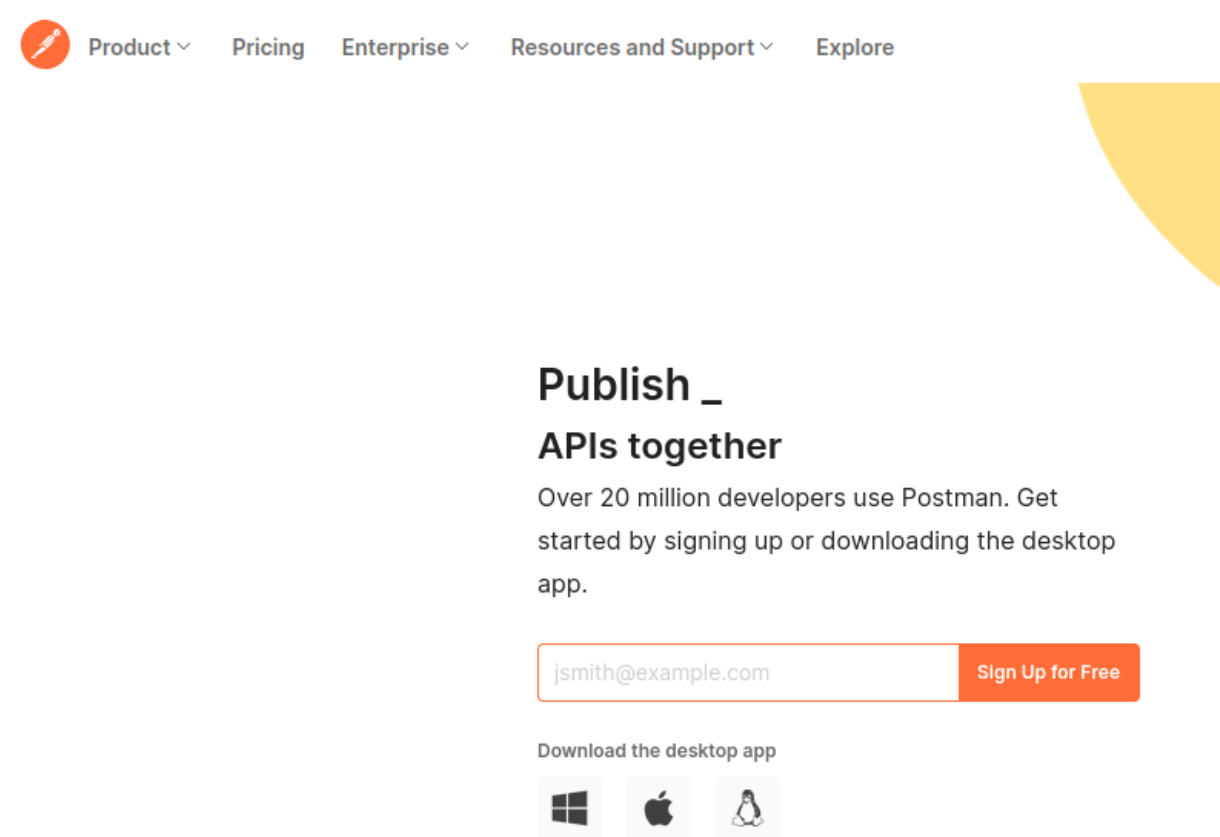 Product
Pricing
Enterprise
Resources and Support
Explore
Publish _
APIs together
Over 20 million developers use Postman. Get
started by signing up or downloading the desktop
app.
jsmith@example.com
Sign Up for Free
Download the desktop app